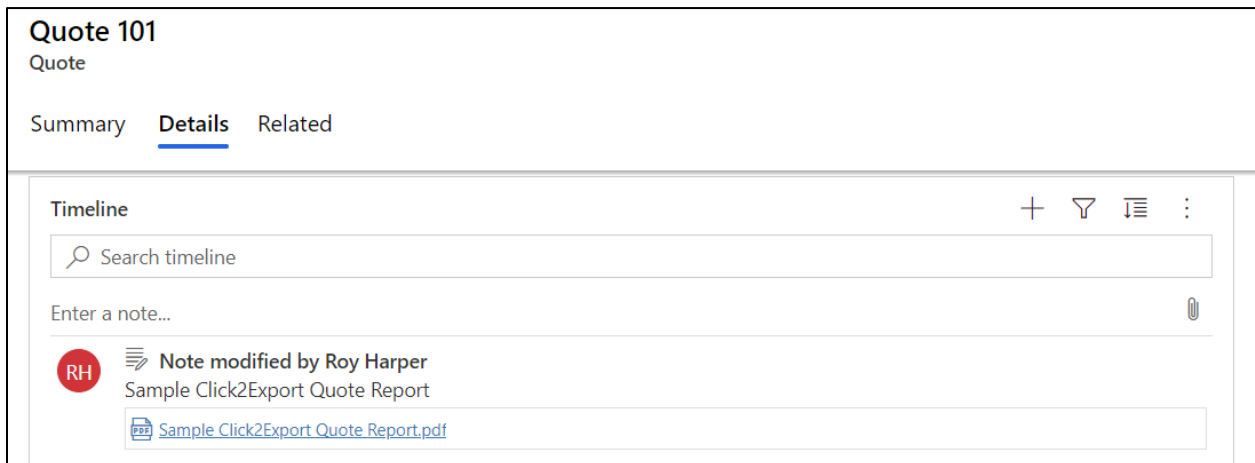 Quote 101
Quote
Summary Details Related
Timeline
Search timeline
Enter a note...
RH Note modified by Roy Harper
Sample Click2Export Quote Report
PDF Sample Click2Export Quote Report.pdf